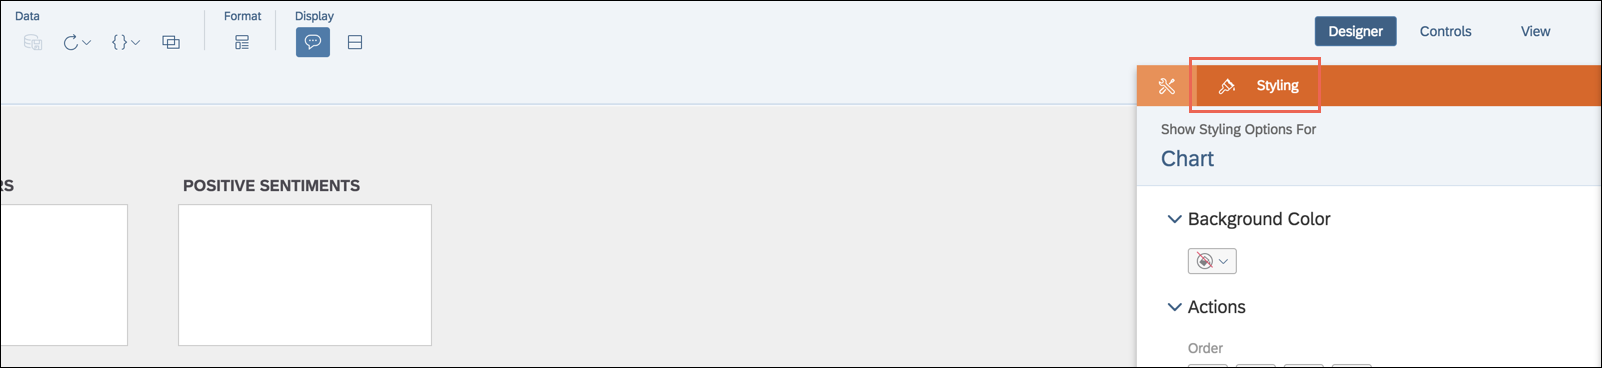 Data
Format
Display
Designer
Controls
View
Styling
Show Styling Options For
Chart
RS
POSITIVE SENTIMENTS
Background Color
Actions
Order